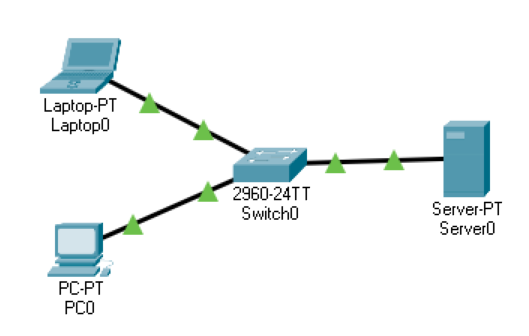 Laptop-PT
Laptop0
2960-24TT
Switch0
Server-PT
Server0
PC-PT
PC0